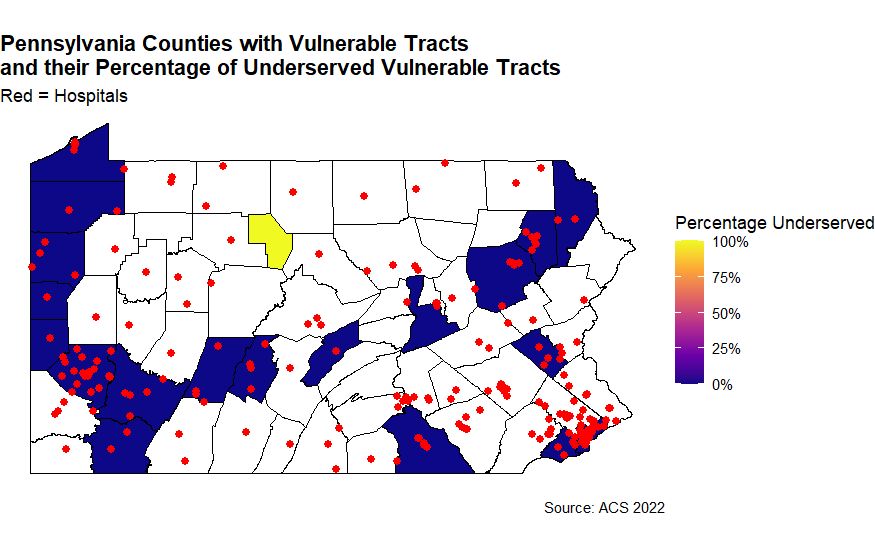 Pennsylvania Counties with Vulnerable Tracts
and their Percentage of Underserved Vulnerable Tracts
Red = Hospitals
Percentage Underserved
100%
75%
50%
25%
0%
Source: ACS 2022